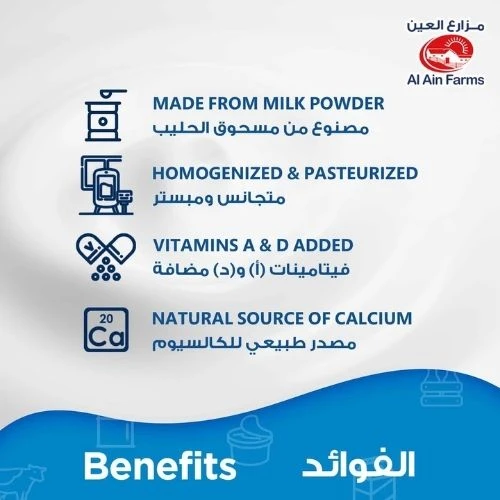 مزارع العين
Al Ain Farms
MADE FROM MILK POWDER
مصنوع من مسحوق الحليب
HOMOGENIZED & PASTEURIZED
متجانس ومبستر
VITAMINS A & D ADDED
فيتامينات (أ) و(د) مضافة
20
Ca
NATURAL SOURCE OF CALCIUM
مصدر طبيعي للكالسيوم
Benefits الفوائد